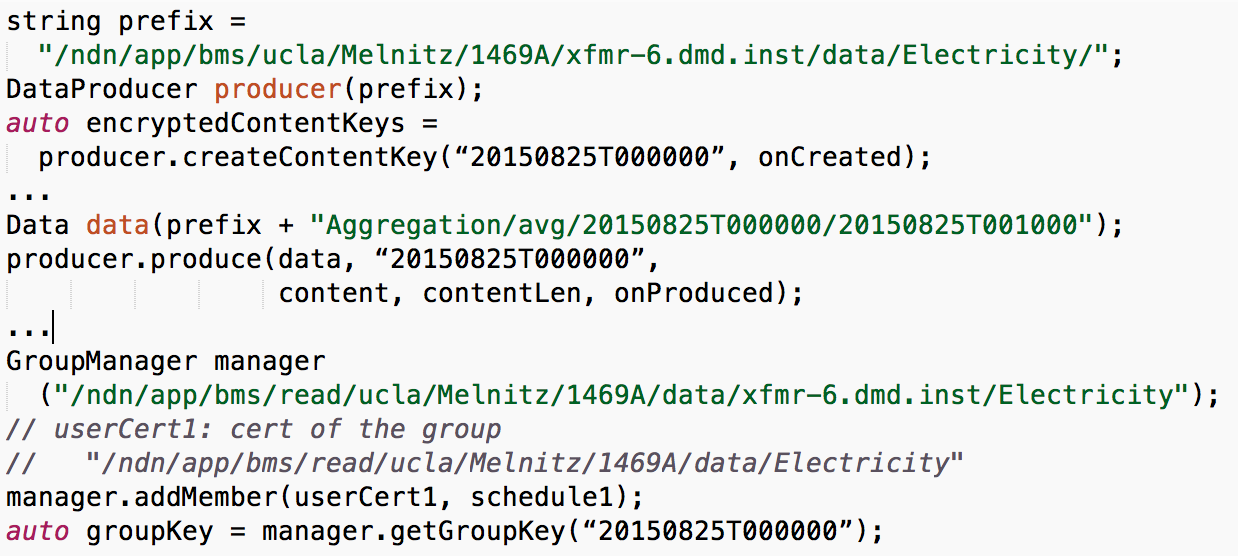 string prefix =
"/ndn/app/bms/ucla/Melnitz/1469A/xfmr-6.dmd.inst/data/Electricity/";
DataProducer producer(prefix);
auto encryptedContentKeys =
producer.createContentKey(“20150825T000000”, onCreated);
...
Data data(prefix + "Aggregation/avg/20150825T000000/20150825T001000");
producer.produce(data, “20150825T000000”,
content, contentLen, onProduced);
...
GroupManager manager
("/ndn/app/bms/read/ucla/Melnitz/1469A/data/xfmr-6.dmd.inst/Electricity");
// userCert1: cert of the group
//   "/ndn/app/bms/read/ucla/Melnitz/1469A/data/Electricity"
manager.addMember(userCert1, schedule1);
auto groupKey = manager.getGroupKey(“20150825T000000”);